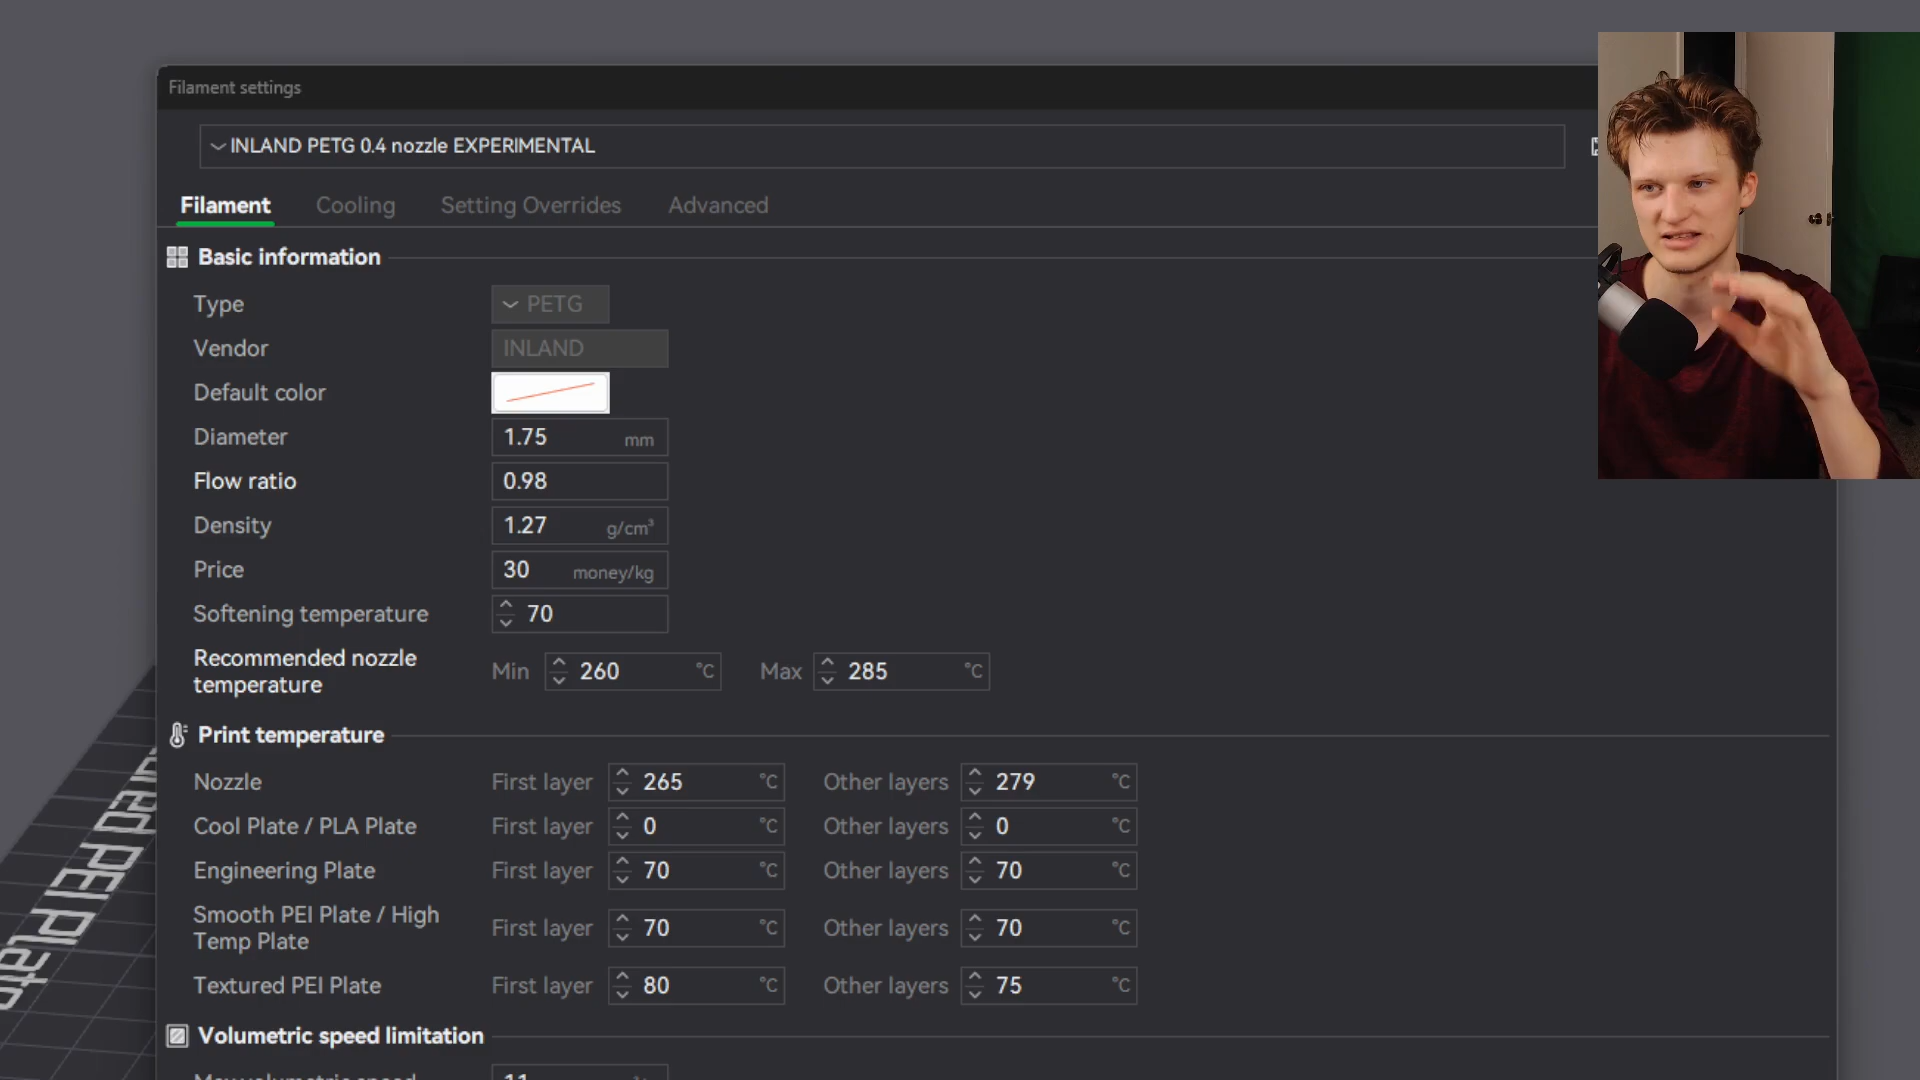 Filament settings
INLAND PETG 0.4 nozzle EXPERIMENTAL
Filament Cooling Setting Overrides Advanced
Basic information
Type PETG
Vendor INLAND
Default color
Diameter 1.75 mm
Flow ratio 0.98
Density 1.27 g/cm³
Price 30 money/kg
Softening temperature 70
Recommended nozzle
temperature Min 260 °C Max 285 °C
Print temperature
Nozzle First layer 265 °C Other layers 279 °C
Cool Plate / PLA Plate First layer 0 °C Other layers 0 °C
Engineering Plate First layer 70 °C Other layers 70 °C
Smooth PEI Plate / High
Temp Plate First layer 70 °C Other layers 70 °C
Textured PEI Plate First layer 80 °C Other layers 75 °C
Volumetric speed limitation
PEI Plate